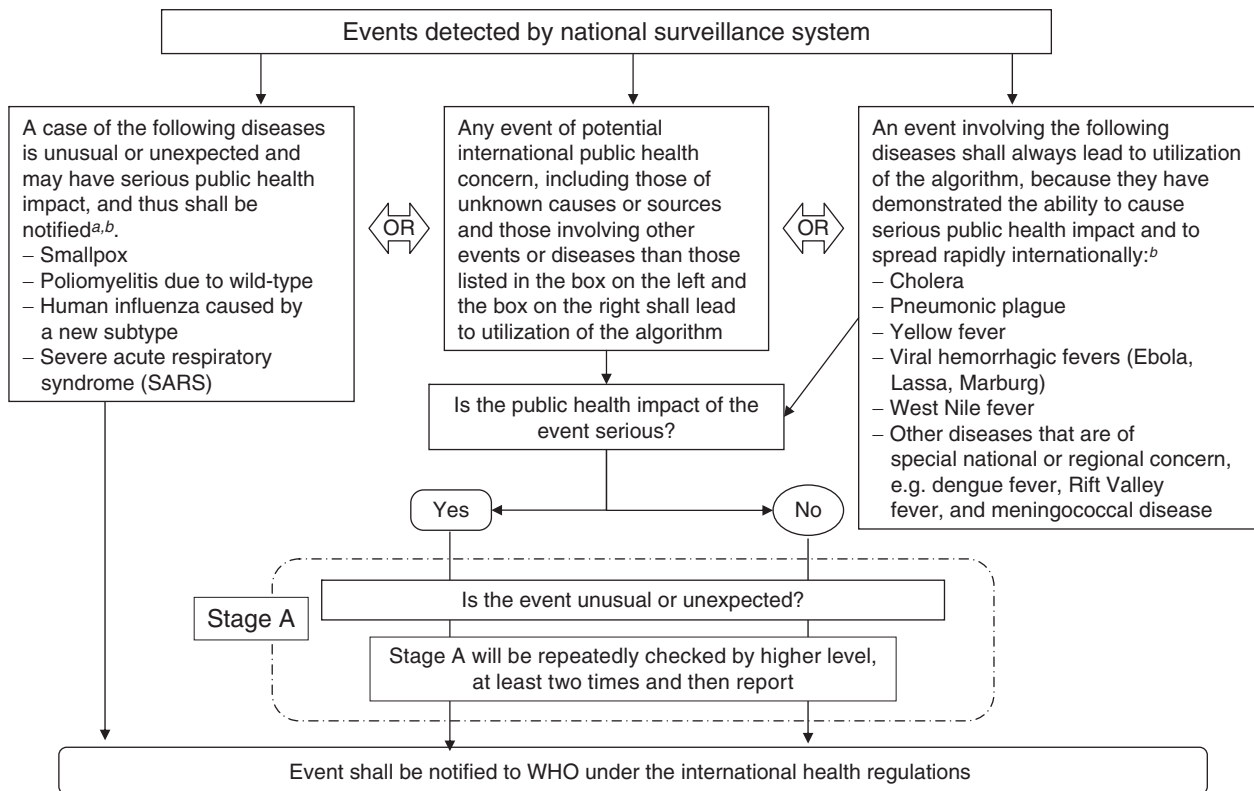 Events detected by national surveillance system
A case of the following diseases
is unusual or unexpected and
may have serious public health
impact, and thus shall be
notifiedᵃ,ᵇ.
– Smallpox
– Poliomyelitis due to wild-type
– Human influenza caused by
a new subtype
– Severe acute respiratory
syndrome (SARS)
OR
Any event of potential
international public health
concern, including those of
unknown causes or sources
and those involving other
events or diseases than those
listed in the box on the left and
the box on the right shall lead
to utilization of the algorithm
OR
An event involving the following
diseases shall always lead to utilization
of the algorithm, because they have
demonstrated the ability to cause
serious public health impact and to
spread rapidly internationally:ᵇ
– Cholera
– Pneumonic plague
– Yellow fever
– Viral hemorrhagic fevers (Ebola,
Lassa, Marburg)
– West Nile fever
– Other diseases that are of
special national or regional concern,
e.g. dengue fever, Rift Valley
fever, and meningococcal disease
Is the public health impact of the
event serious?
Yes
No
Stage A
Is the event unusual or unexpected?
Stage A will be repeatedly checked by higher level,
at least two times and then report
Event shall be notified to WHO under the international health regulations